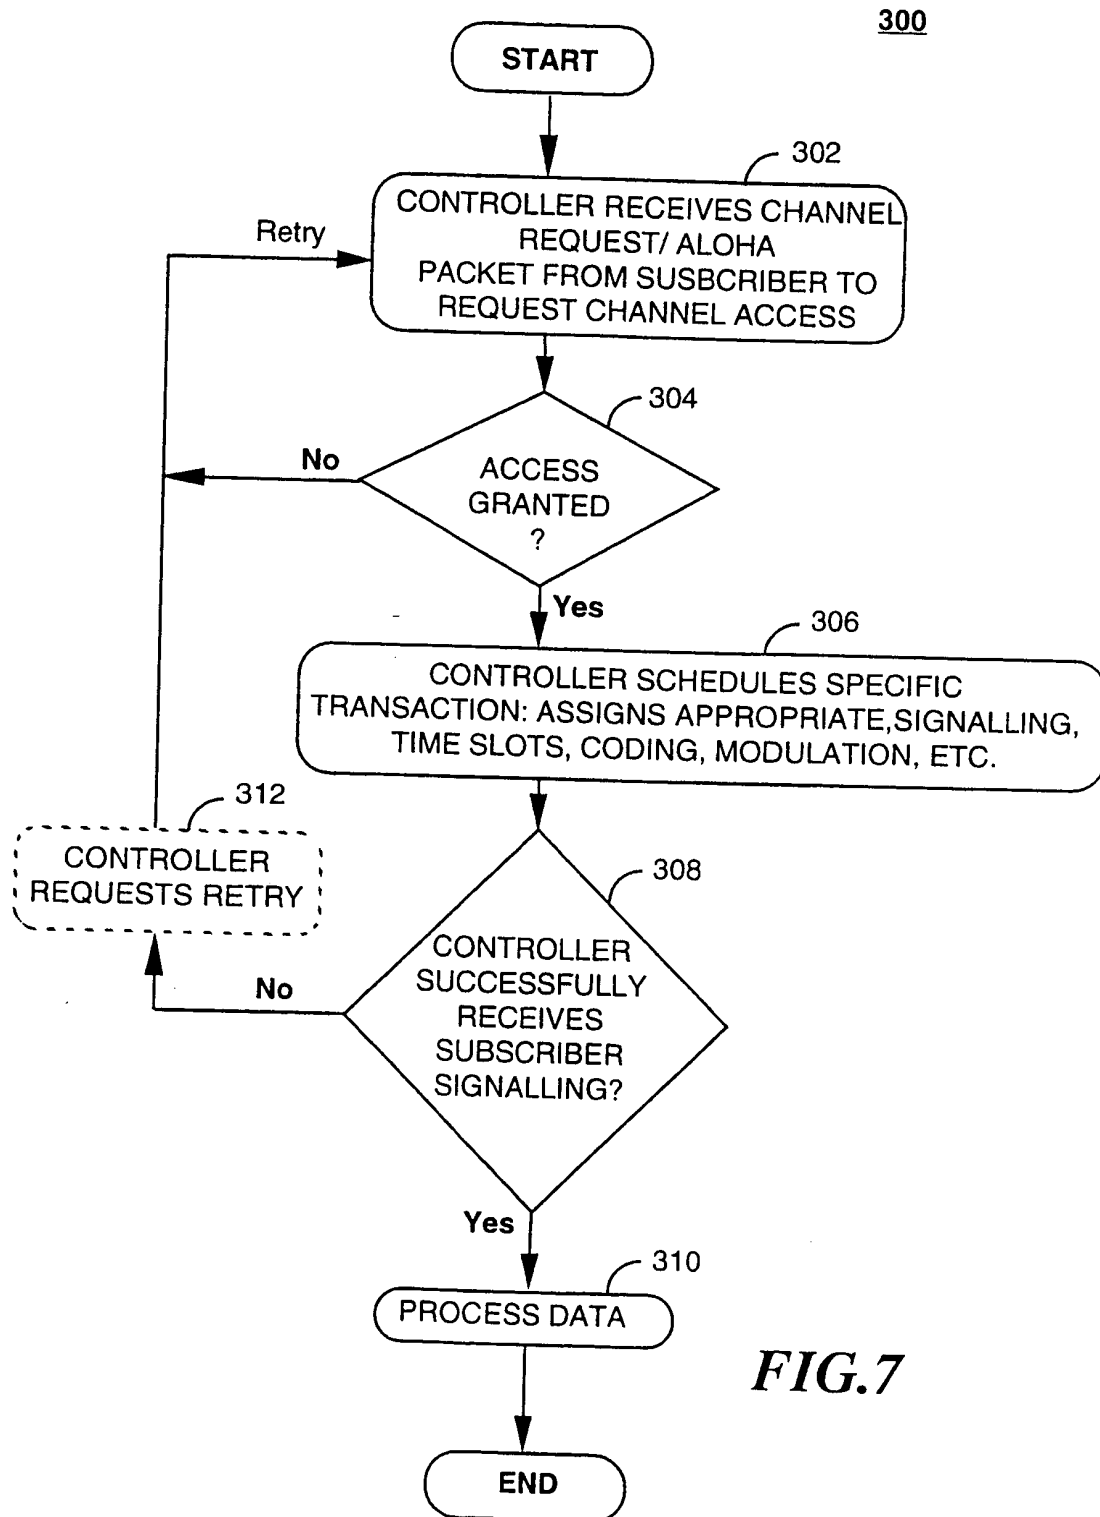 300
START
302
CONTROLLER RECEIVES CHANNEL
REQUEST/ ALOHA
PACKET FROM SUSBCRIBER TO
REQUEST CHANNEL ACCESS
Retry
304
No
ACCESS
GRANTED
?
Yes
306
CONTROLLER SCHEDULES SPECIFIC
TRANSACTION: ASSIGNS APPROPRIATE,SIGNALLING,
TIME SLOTS, CODING, MODULATION, ETC.
312
CONTROLLER
REQUESTS RETRY
308
CONTROLLER
SUCCESSFULLY
RECEIVES
SUBSCRIBER
SIGNALLING?
No
Yes
310
PROCESS DATA
FIG.7
END